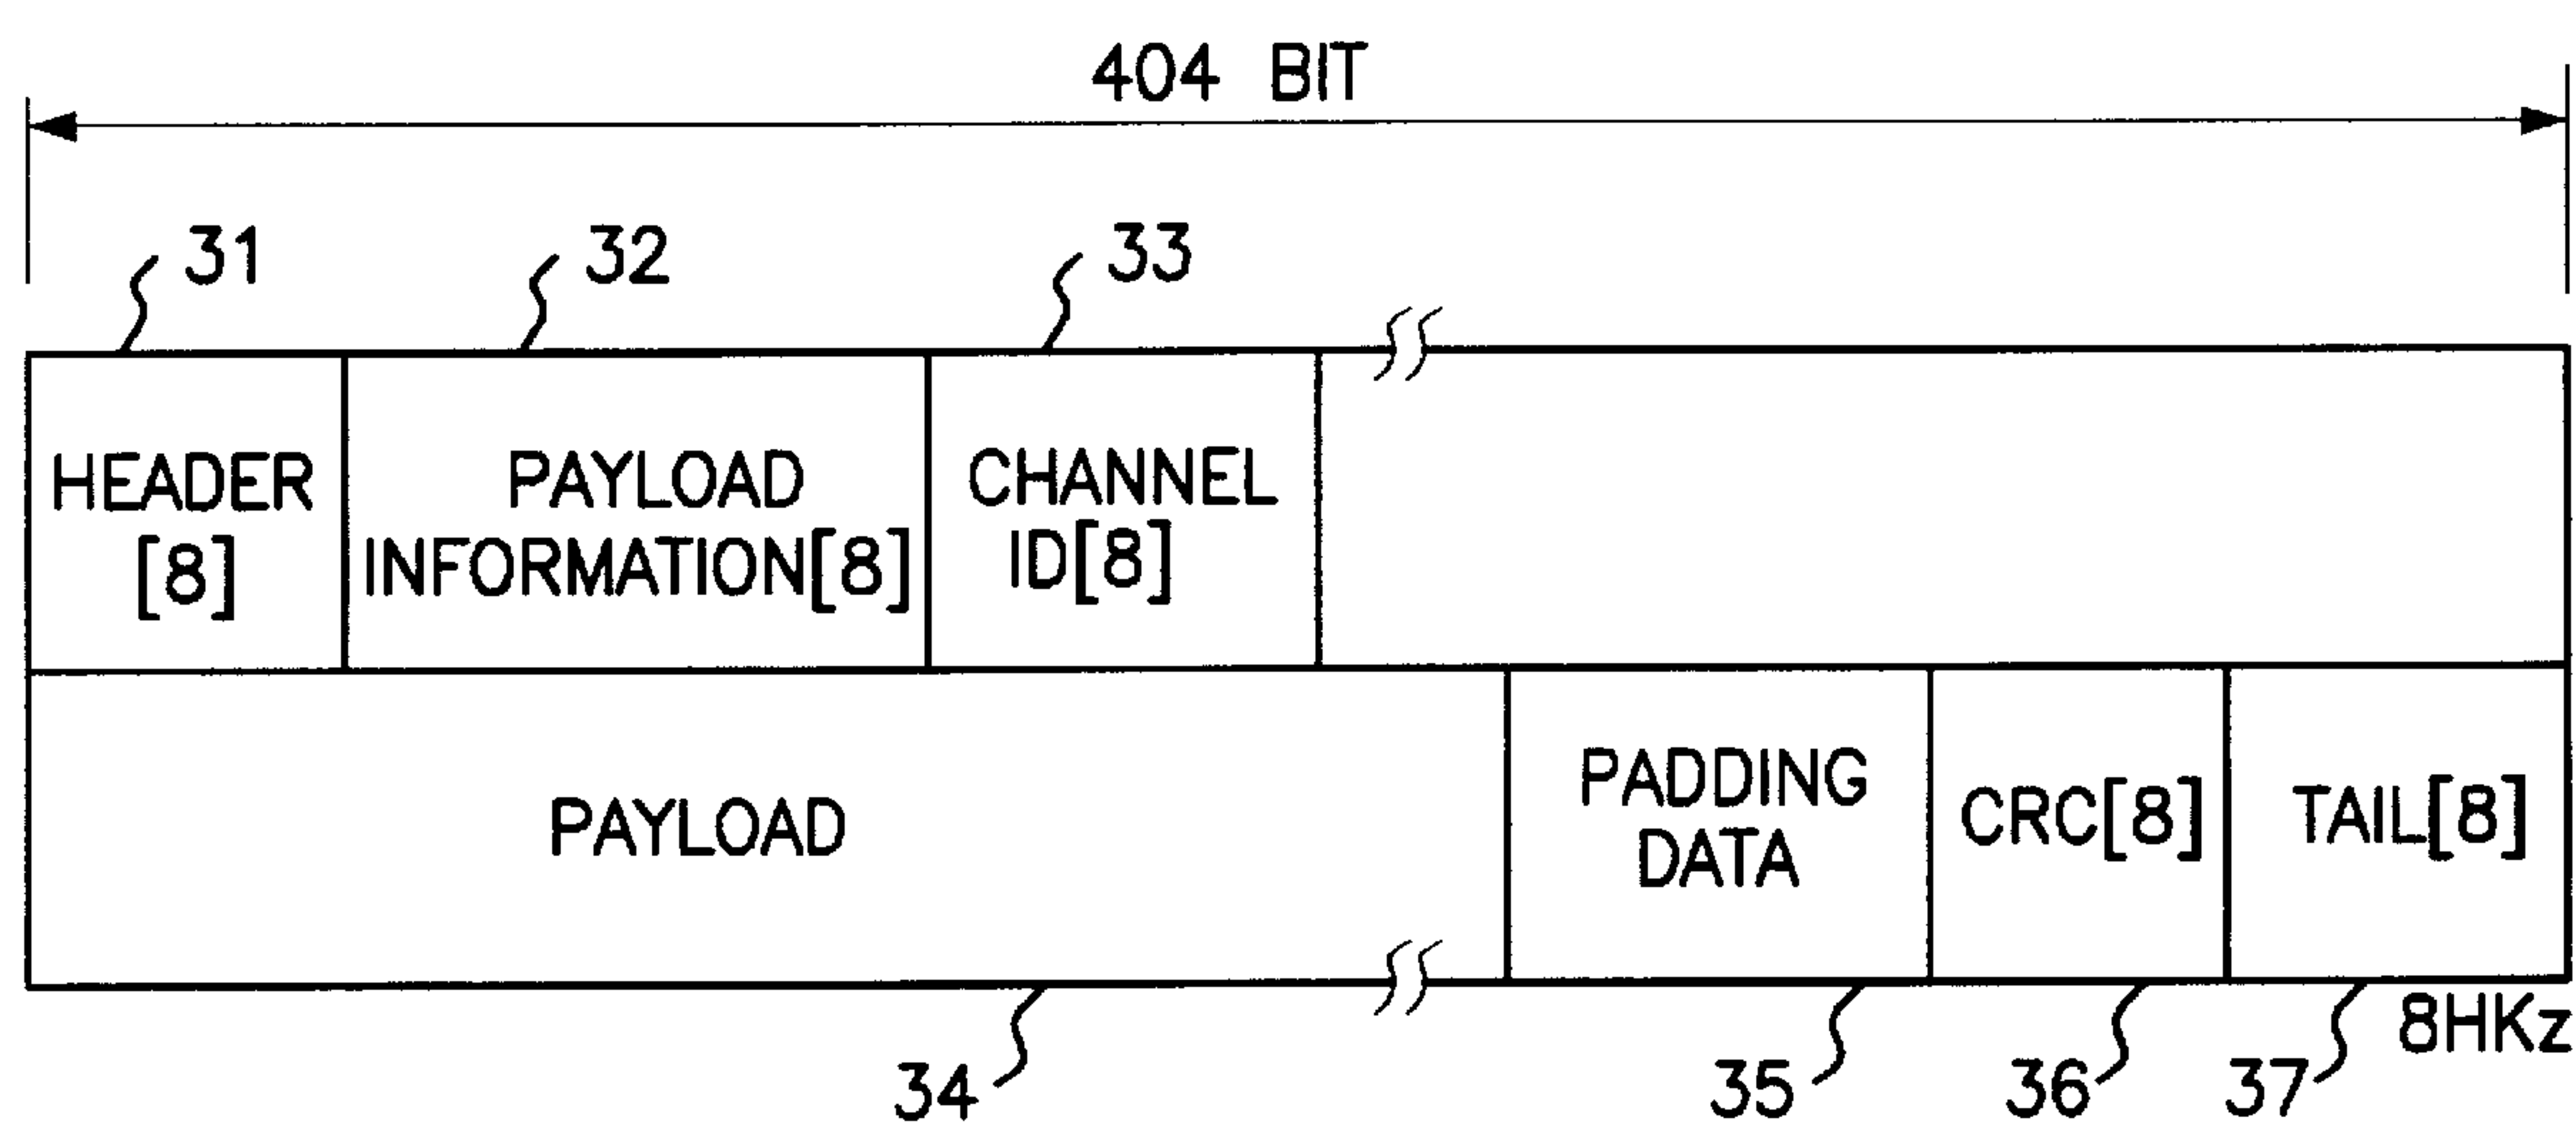 404 BIT
31
32
33
HEADER
[8]
PAYLOAD
INFORMATION[8]
CHANNEL
ID[8]
PAYLOAD
PADDING
DATA
CRC[8]
TAIL[8]
8HKz
34
35
36
37